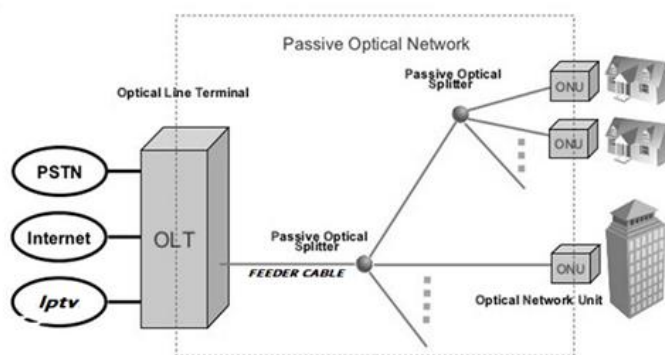 Passive Optical Network
Passive Optical
Splitter
ONU
Optical Line Terminal
ONU
PSTN
Internet
OLT
Passive Optical
Splitter
FEEDER CABLE
ONU
Iptv
Optical Network Unit